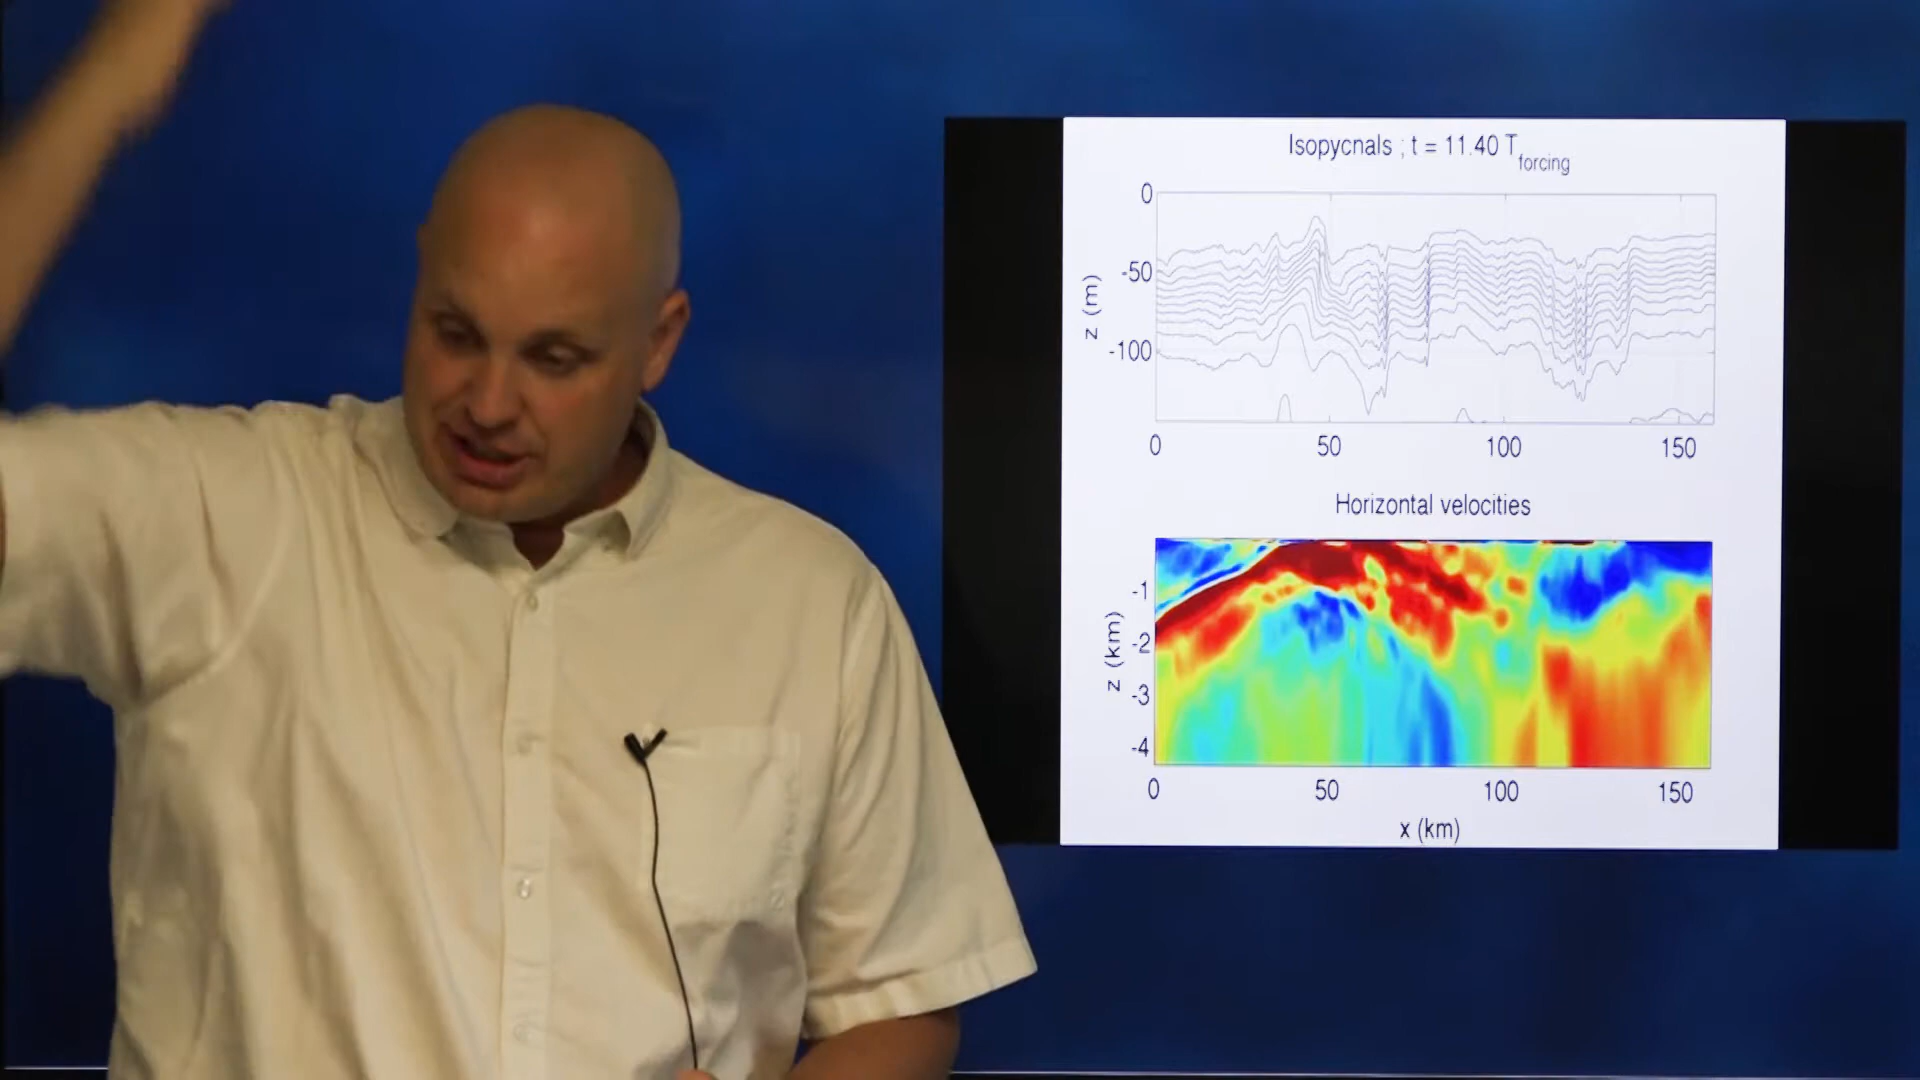 Isopycnals ; t = 11.40 T forcing
0
-50
-100
z (m)
0 50 100 150
Horizontal velocities
-1
-2
-3
-4
z (km)
0 50 100 150
x (km)